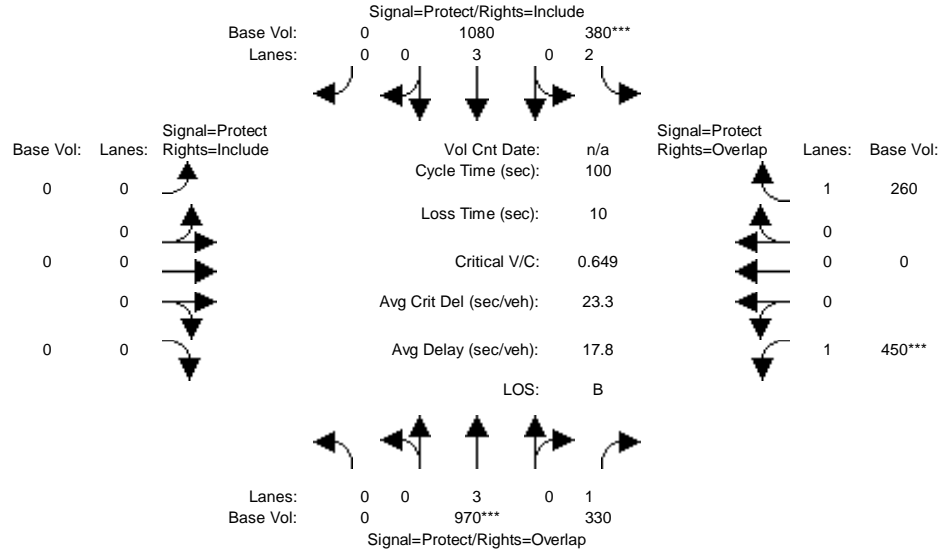 Signal=Protect/Rights=Include
Base Vol: 0 1080 380***
Lanes: 0 0 3 0 2
Signal=Protect
Rights=Include
Base Vol: Lanes:
Vol Cnt Date: n/a
Signal=Protect
Rights=Overlap
Lanes: Base Vol:
Cycle Time (sec): 100
0 0
1 260
Loss Time (sec): 10
0
0
0 0
Critical V/C: 0.649
0 0
0
Avg Crit Del (sec/veh): 23.3
0
0 0
Avg Delay (sec/veh): 17.8
1 450***
LOS: B
Lanes: 0 0 3 0 1
Base Vol: 0 970*** 330
Signal=Protect/Rights=Overlap